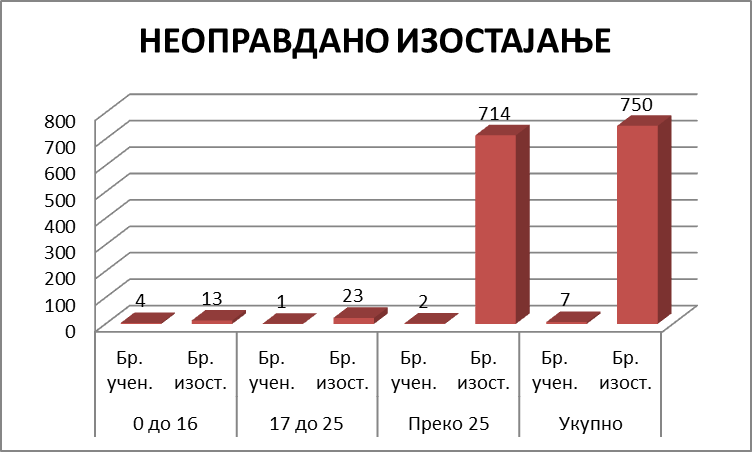 НЕОПРАВДАНО ИЗОСТАЈАЊЕ
800
700
600
500
400
300
200
100
0
4
13
1
23
2
714
7
750
Бр. учен.
Бр. изост.
Бр. учен.
Бр. изост.
Бр. учен.
Бр. изост.
Бр. учен.
Бр. изост.
0 до 16
17 до 25
Преко 25
Укупно